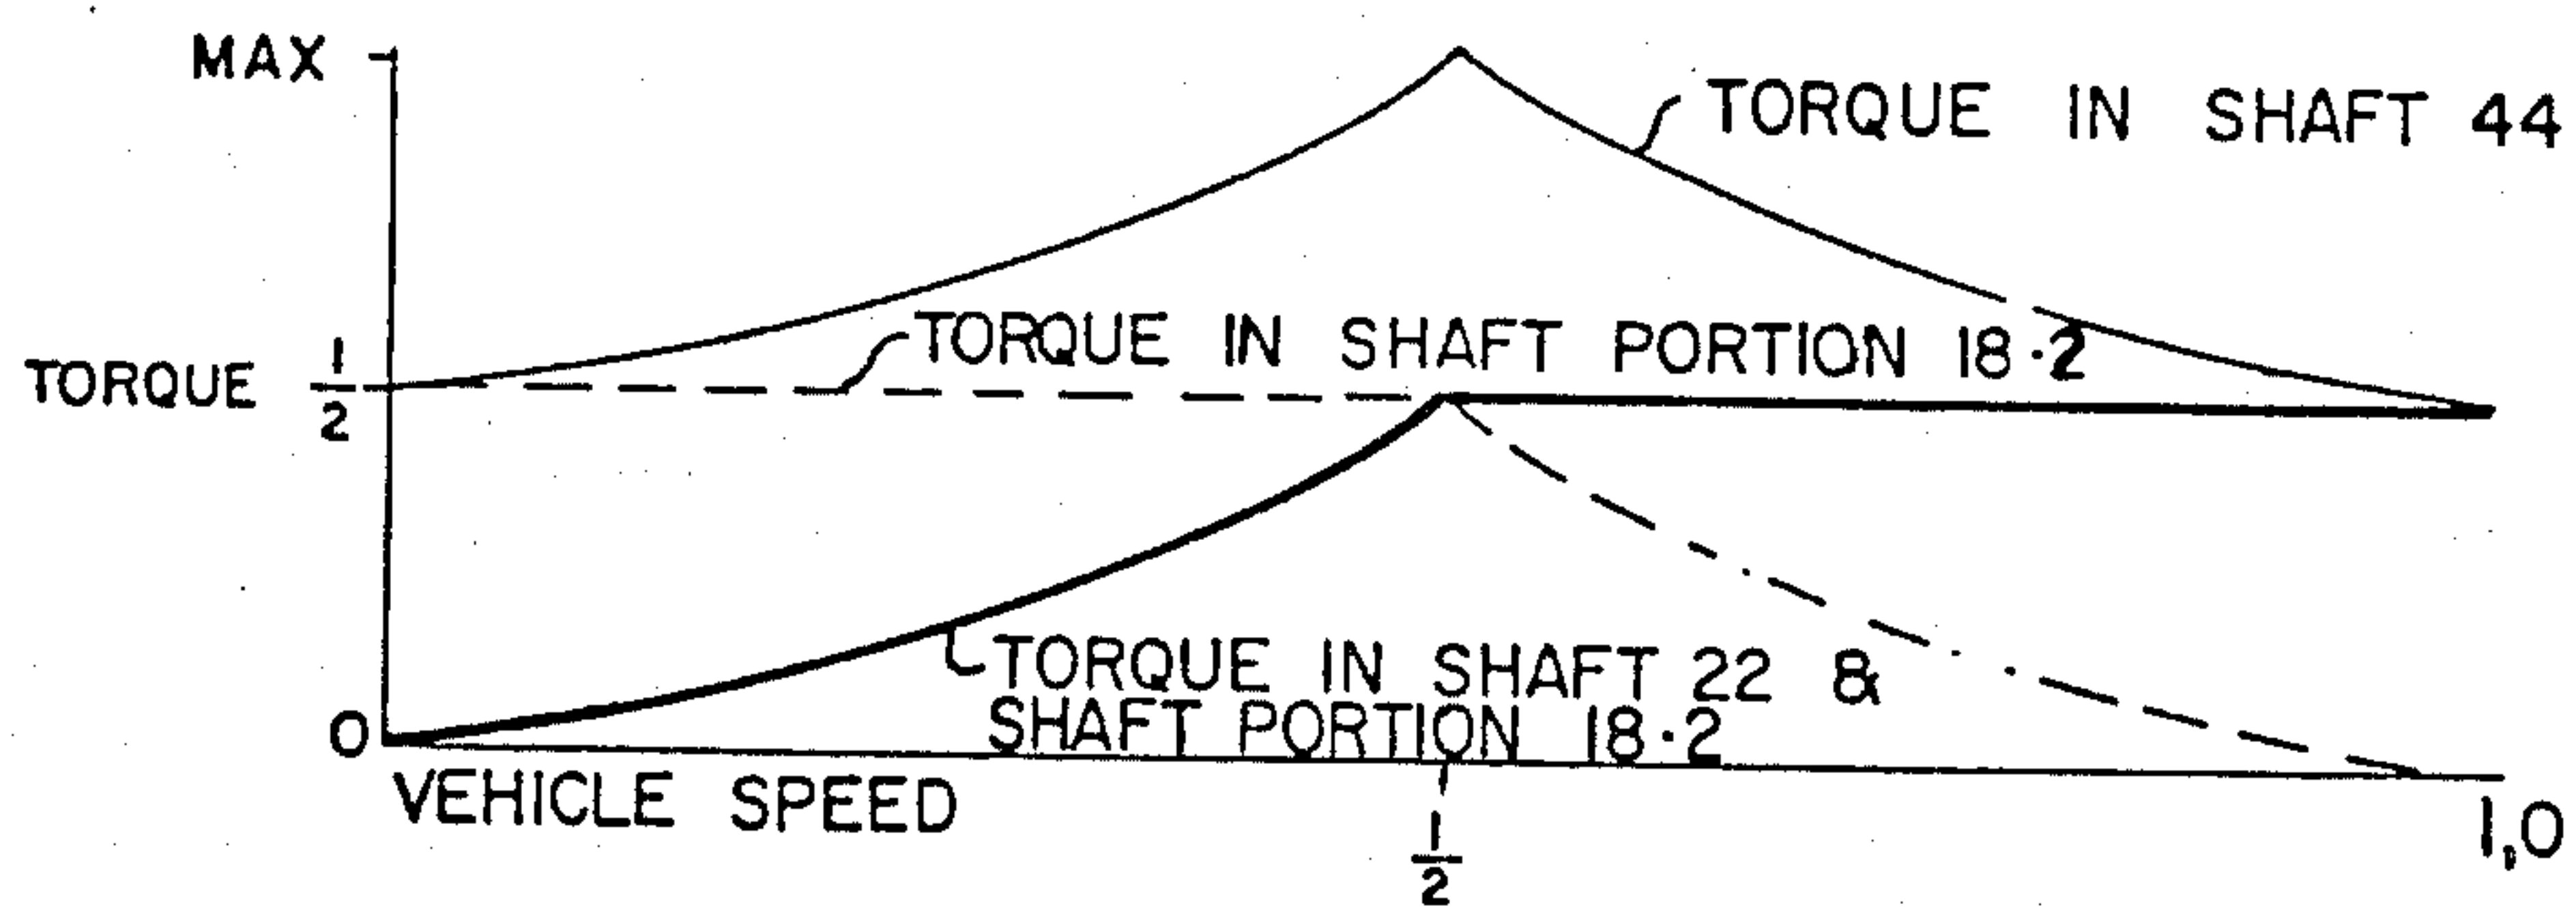 MAX
TORQUE IN SHAFT 44
TORQUE IN SHAFT PORTION 18·2
TORQUE 1/2
TORQUE IN SHAFT 22 &
SHAFT PORTION 18·2
0
VEHICLE SPEED
1/2
1,0